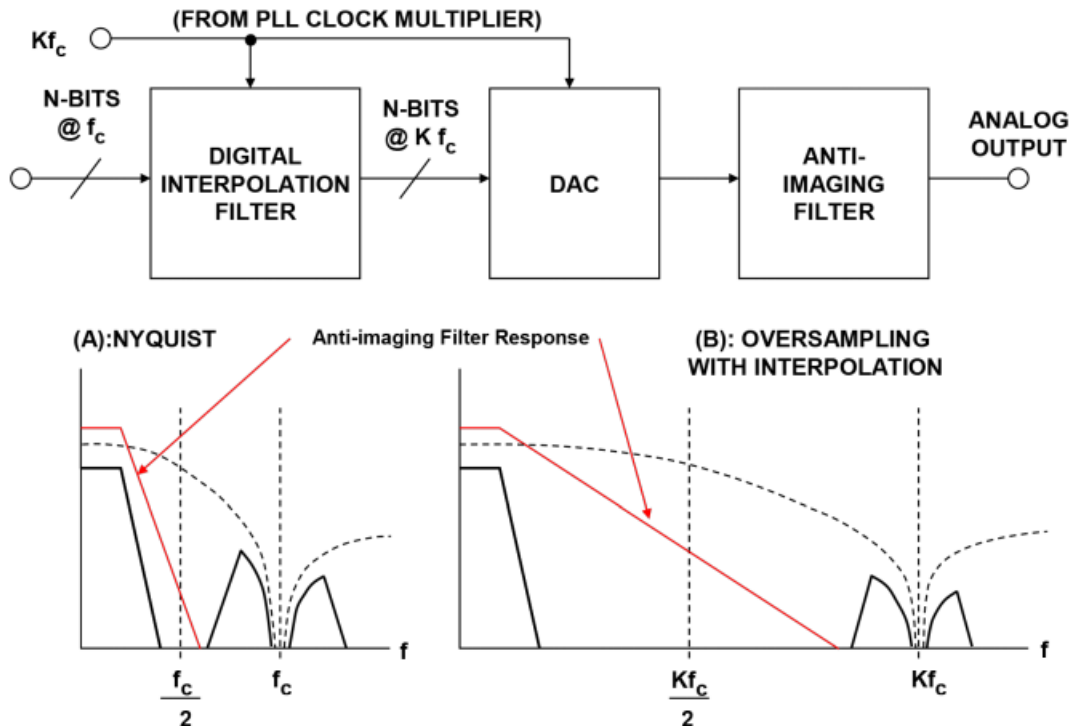 (FROM PLL CLOCK MULTIPLIER)
Kfc
N-BITS
@ fc
N-BITS
@ K fc
DIGITAL
INTERPOLATION
FILTER
DAC
ANTI-
IMAGING
FILTER
ANALOG
OUTPUT
(A):NYQUIST
Anti-imaging Filter Response
(B): OVERSAMPLING
WITH INTERPOLATION
f
f
fc
2
fc
Kfc
2
Kfc